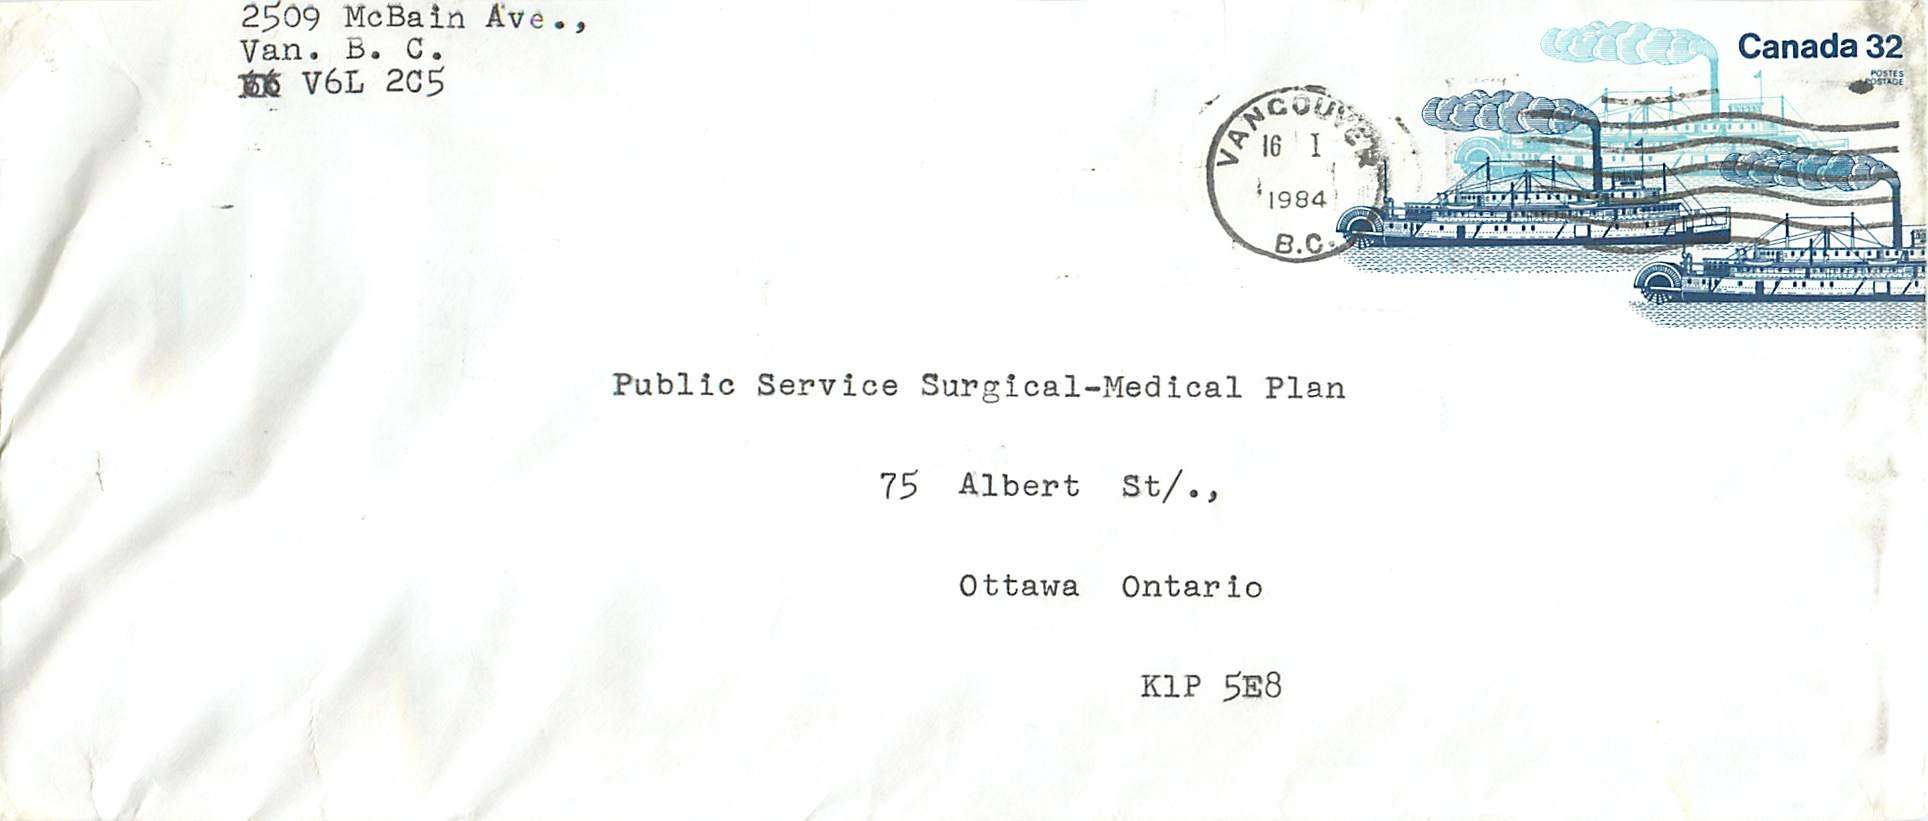 2509 McBain Ave.,
Van. B. C.
V6L 2C5
Canada 32
POSTES
POSTAGE
VANCOUVER
16 I
1984
B.C.
Public Service Surgical-Medical Plan
75 Albert St/.,
Ottawa Ontario
K1P 5E8